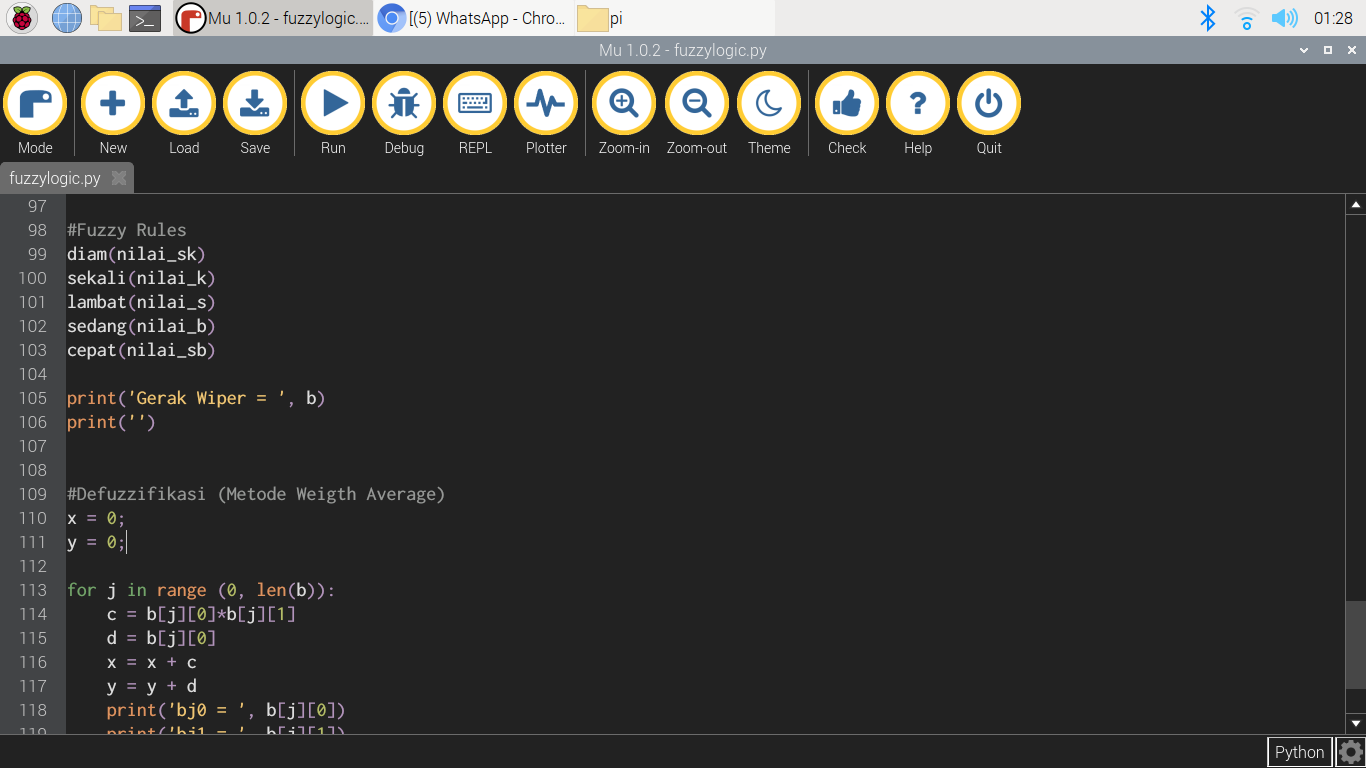 Mu 1.0.2 - fuzzylogic....
[(5) WhatsApp - Chro...
pi
01:28
Mu 1.0.2 - fuzzylogic.py
Mode New Load Save Run Debug REPL Plotter Zoom-in Zoom-out Theme Check Help Quit
fuzzylogic.py
97
98 #Fuzzy Rules
99 diam(nilai_sk)
100 sekali(nilai_k)
101 lambat(nilai_s)
102 sedang(nilai_b)
103 cepat(nilai_sb)
104
105 print('Gerak Wiper = ', b)
106 print('')
107
108
109 #Defuzzifikasi (Metode Weigth Average)
110 x = 0;
111 y = 0;
112
113 for j in range (0, len(b)):
114     c = b[j][0]*b[j][1]
115     d = b[j][0]
116     x = x + c
117     y = y + d
118     print('bj0 = ', b[j][0])
119     print('bj1 = ', b[j][1])
Python